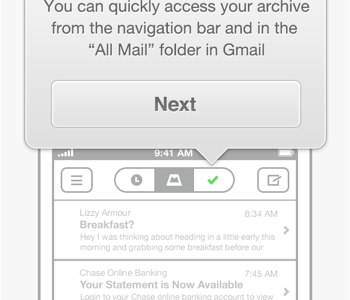 You can quickly access your archive
from the navigation bar and in the
“All Mail” folder in Gmail
Next
9:41 AM
Lizzy Armour 8:34 AM
Breakfast?
Hey I was thinking about heading in a little early this
morning and grabbing some breakfast before our
Chase Online Banking 7:45 AM
Your Statement is Now Available
Login to your Chase online banking account to view